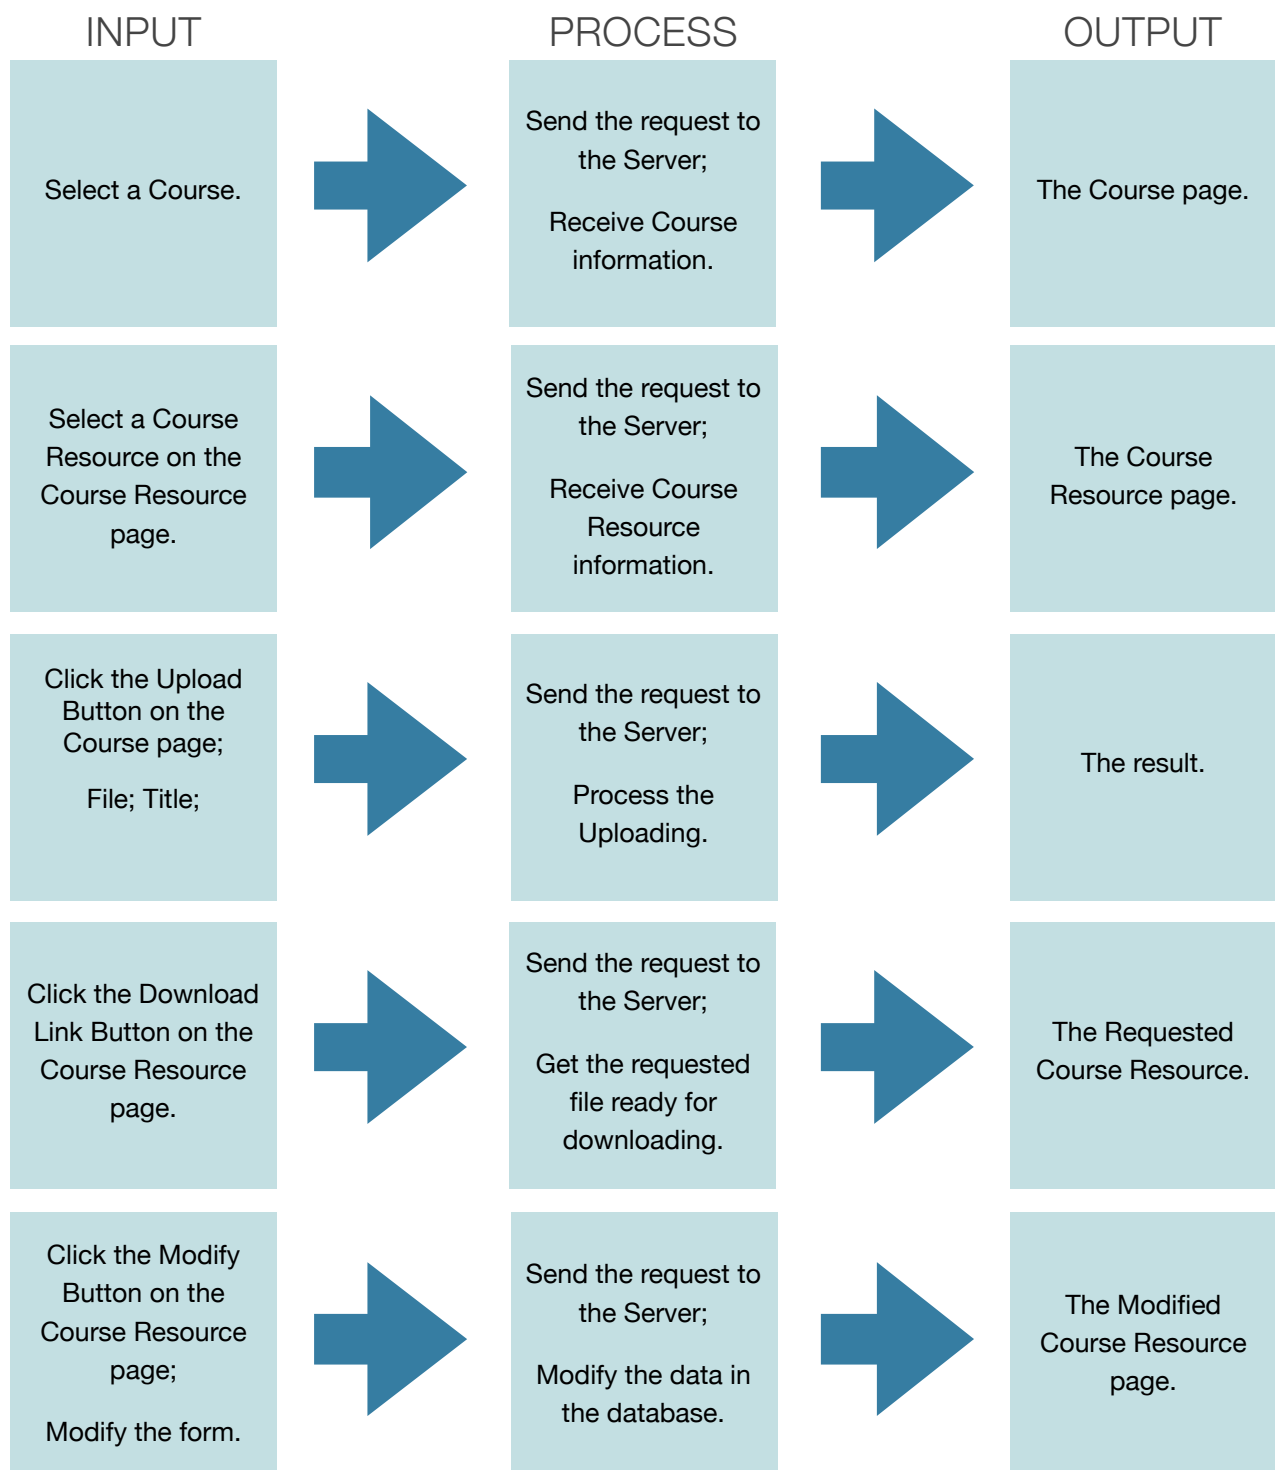 INPUT
PROCESS
OUTPUT
Select a Course.
Send the request to
the Server;
Receive Course
information.
The Course page.
Select a Course
Resource on the
Course Resource
page.
Send the request to
the Server;
Receive Course
Resource
information.
The Course
Resource page.
Click the Upload
Button on the
Course page;
File; Title;
Send the request to
the Server;
Process the
Uploading.
The result.
Click the Download
Link Button on the
Course Resource
page.
Send the request to
the Server;
Get the requested
file ready for
downloading.
The Requested
Course Resource.
Click the Modify
Button on the
Course Resource
page;
Modify the form.
Send the request to
the Server;
Modify the data in
the database.
The Modified
Course Resource
page.